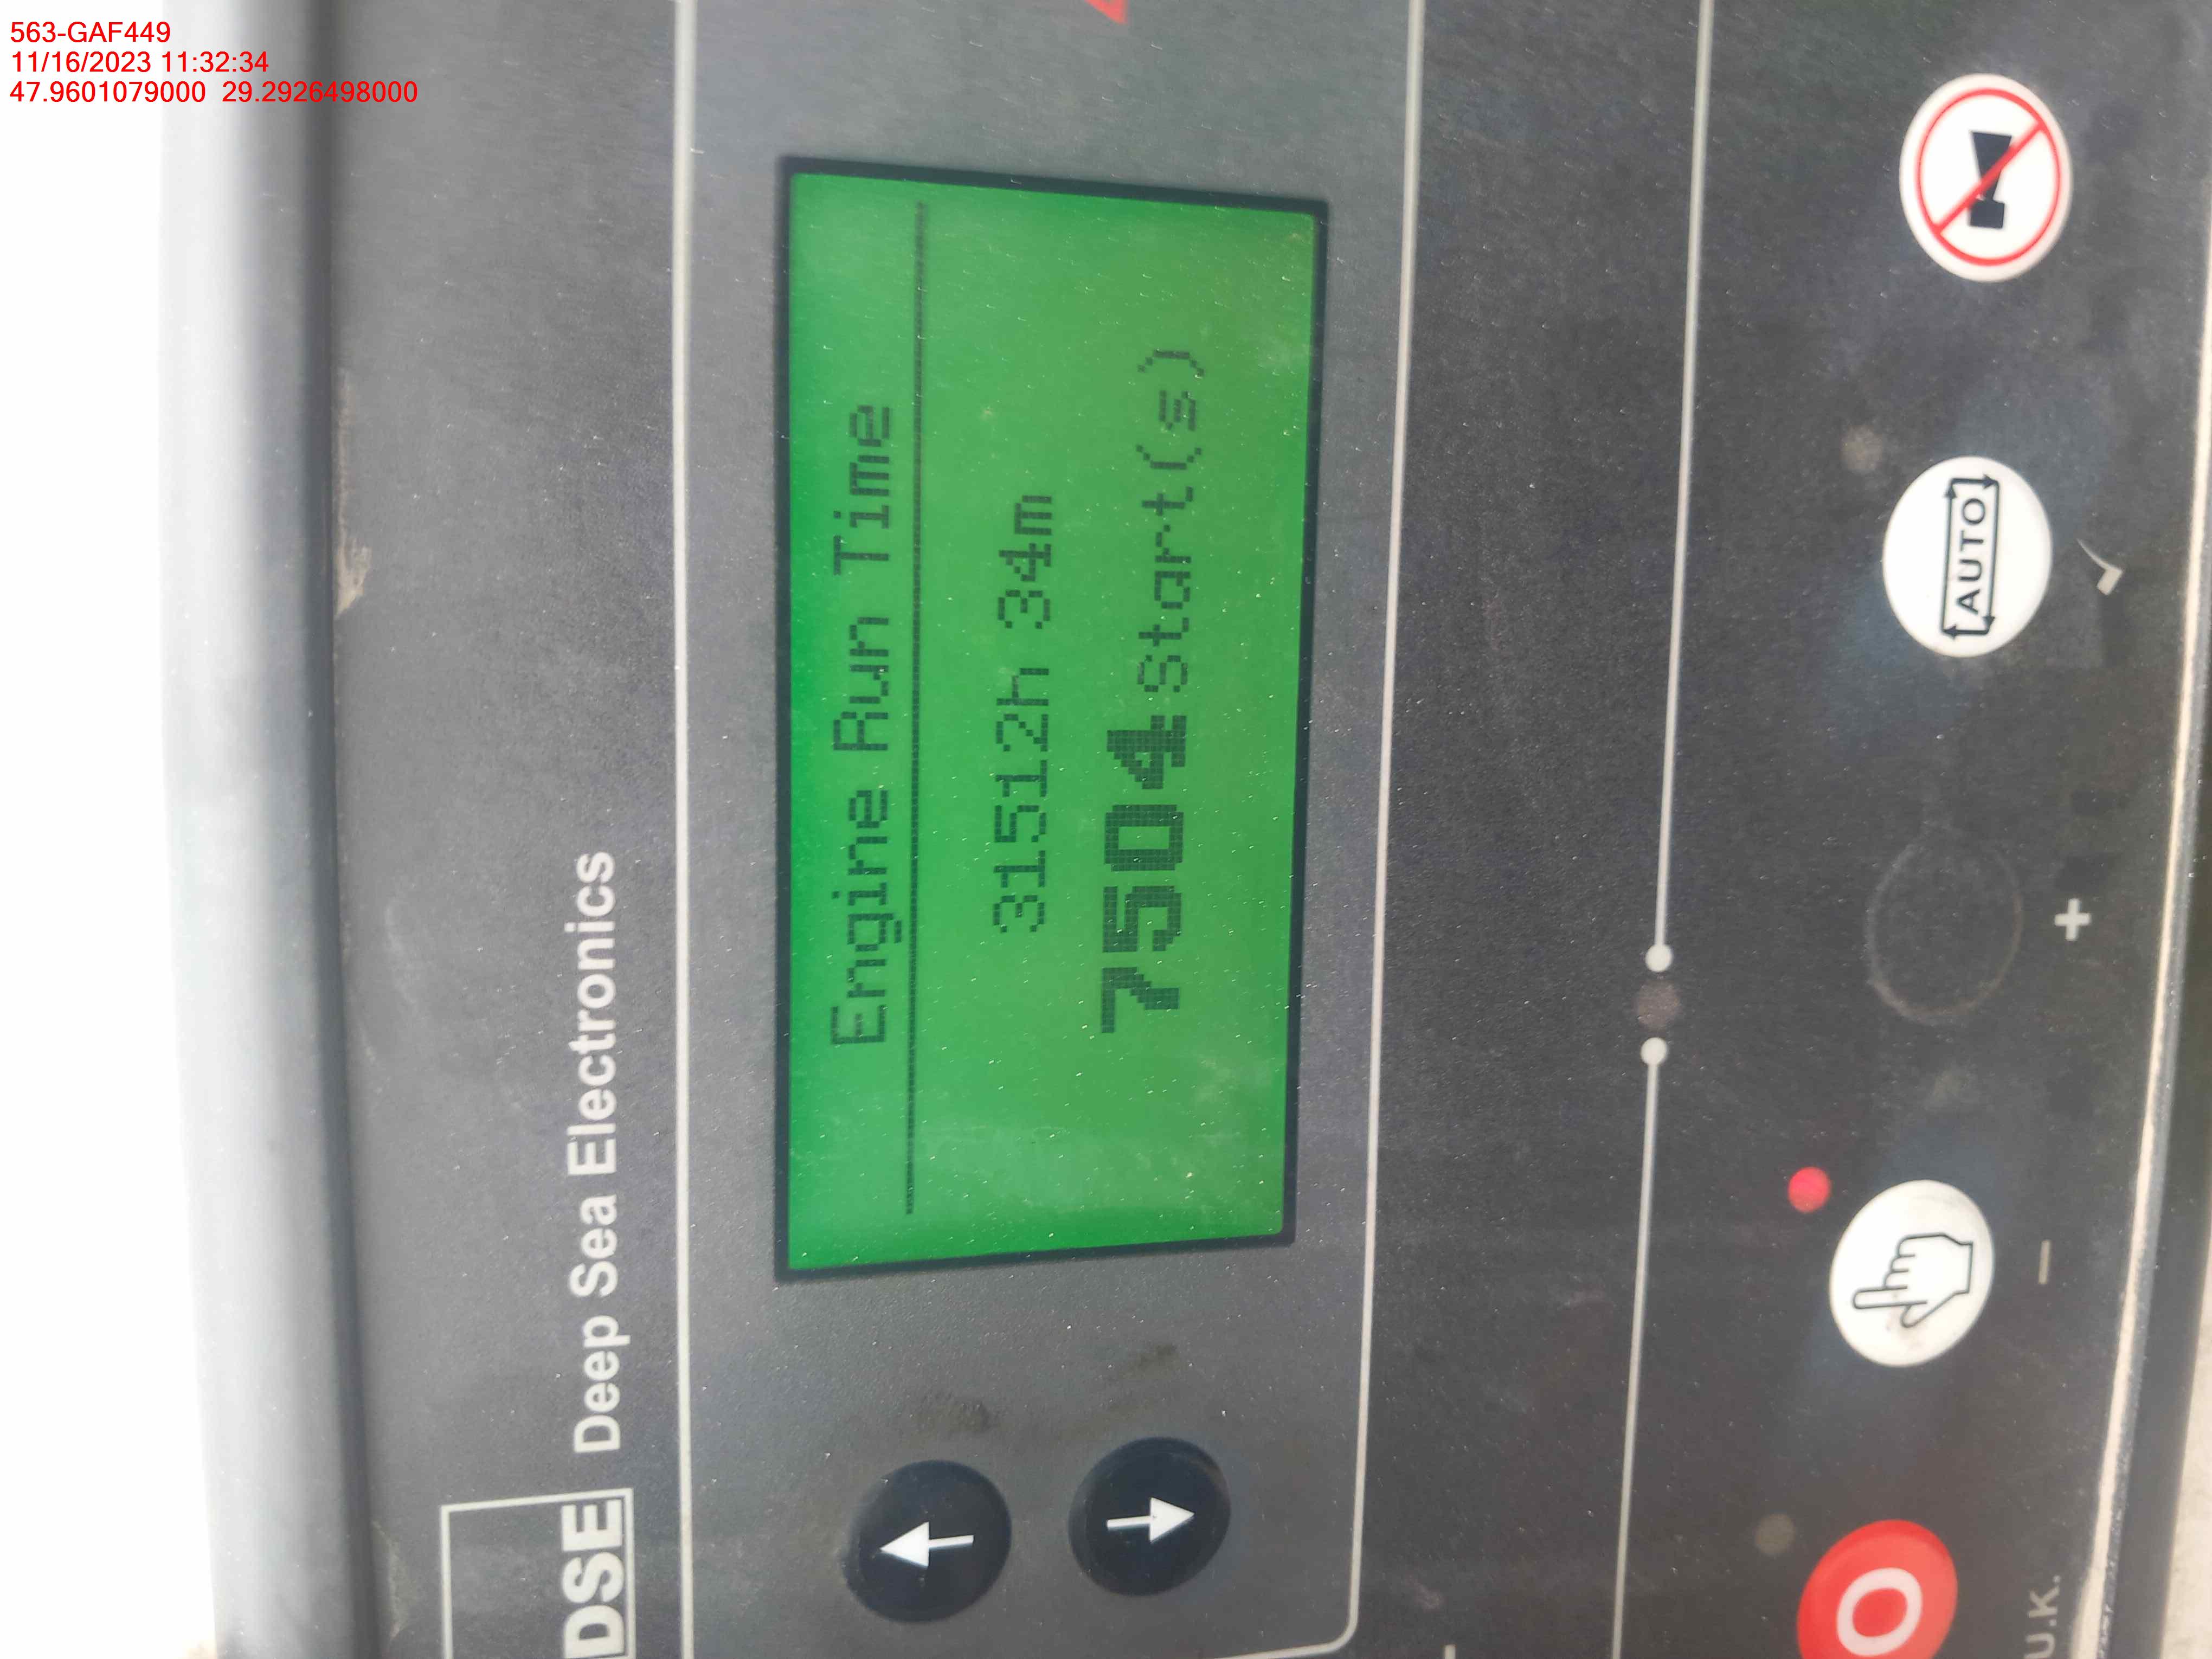 563-GAF449
11/16/2023 11:32:34
47.9601079000 29.2926498000
DSE Deep Sea Electronics
Engine Run Time
31512h 34m
7504 Start(s)
AUTO
+
−
U.K.